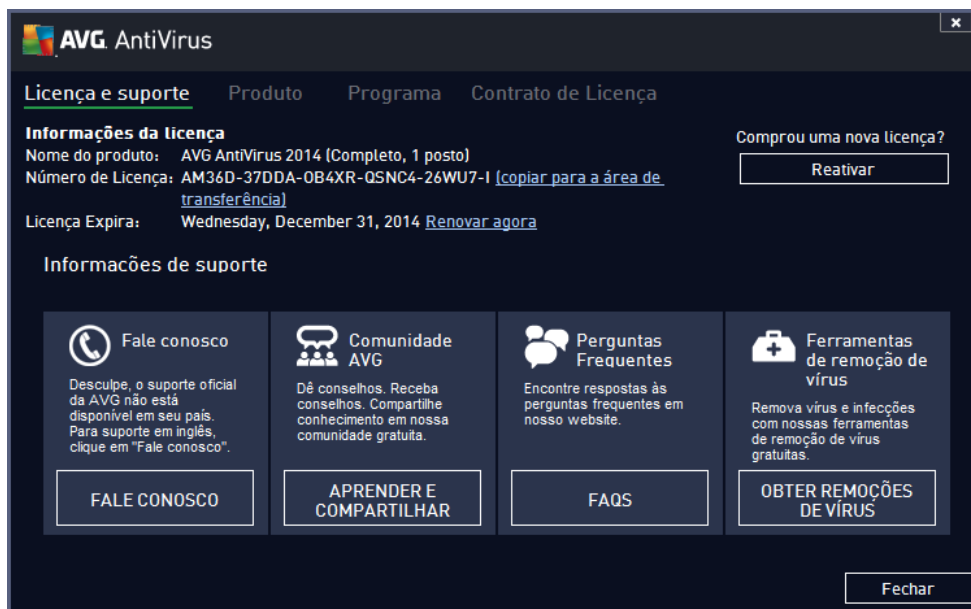 AVG. AntiVirus
Licença e suporte Produto Programa Contrato de Licença
Informações da licença
Nome do produto: AVG AntiVirus 2014 (Completo, 1 posto)
Número de Licença: AM36D-37DDA-OB4XR-QSNC4-26WU7-I (copiar para a área de
transferência)
Licença Expira: Wednesday, December 31, 2014 Renovar agora
Comprou uma nova licença?
Reativar
Informações de suporte
Fale conosco
Desculpe, o suporte oficial
da AVG não está
disponível em seu país.
Para suporte em inglês,
clique em "Fale conosco".
FALE CONOSCO
Comunidade
AVG
Dê conselhos. Receba
conselhos. Compartilhe
conhecimento em nossa
comunidade gratuita.
APRENDER E
COMPARTILHAR
Perguntas
Frequentes
Encontre respostas às
perguntas frequentes em
nosso website.
FAQS
Ferramentas
de remoção de
vírus
Remova vírus e infecções
com nossas ferramentas
de remoção de vírus
gratuitas.
OBTER REMOÇÕES
DE VÍRUS
Fechar